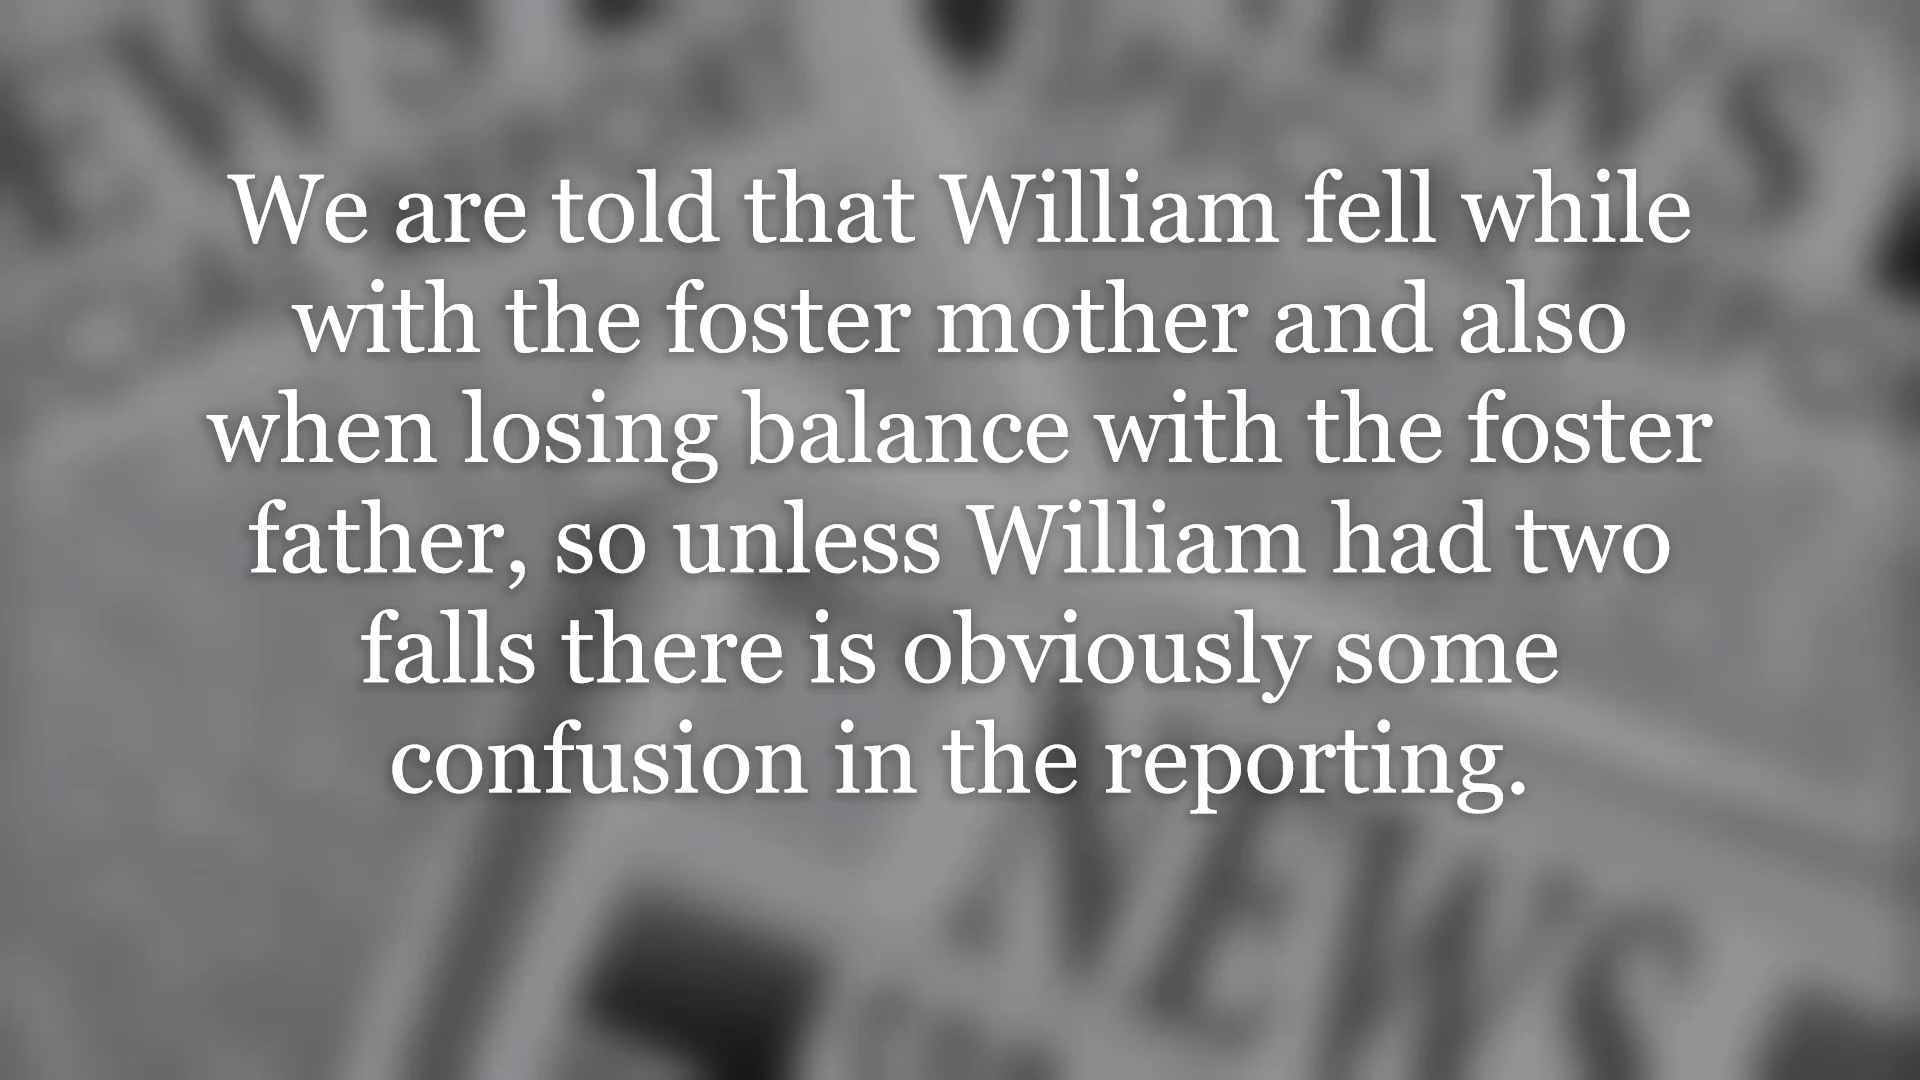 We are told that William fell while
with the foster mother and also
when losing balance with the foster
father, so unless William had two
falls there is obviously some
confusion in the reporting.
NEWS